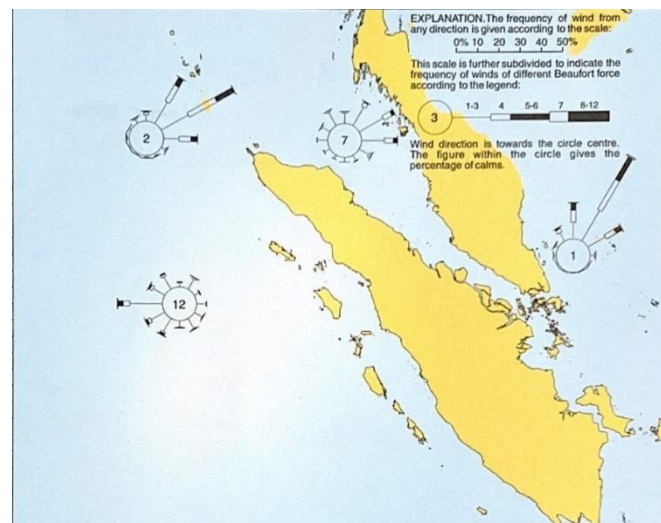 EXPLANATION.The frequency of wind from
any direction is given according to the scale:
0% 10 20 30 40 50%
This scale is further subdivided to indicate the
frequency of winds of different Beaufort force
according to the legend:
1-3 4 5-6 7 8-12
3
Wind direction is towards the circle centre.
The figure within the circle gives the
percentage of calms.
2
7
1
12